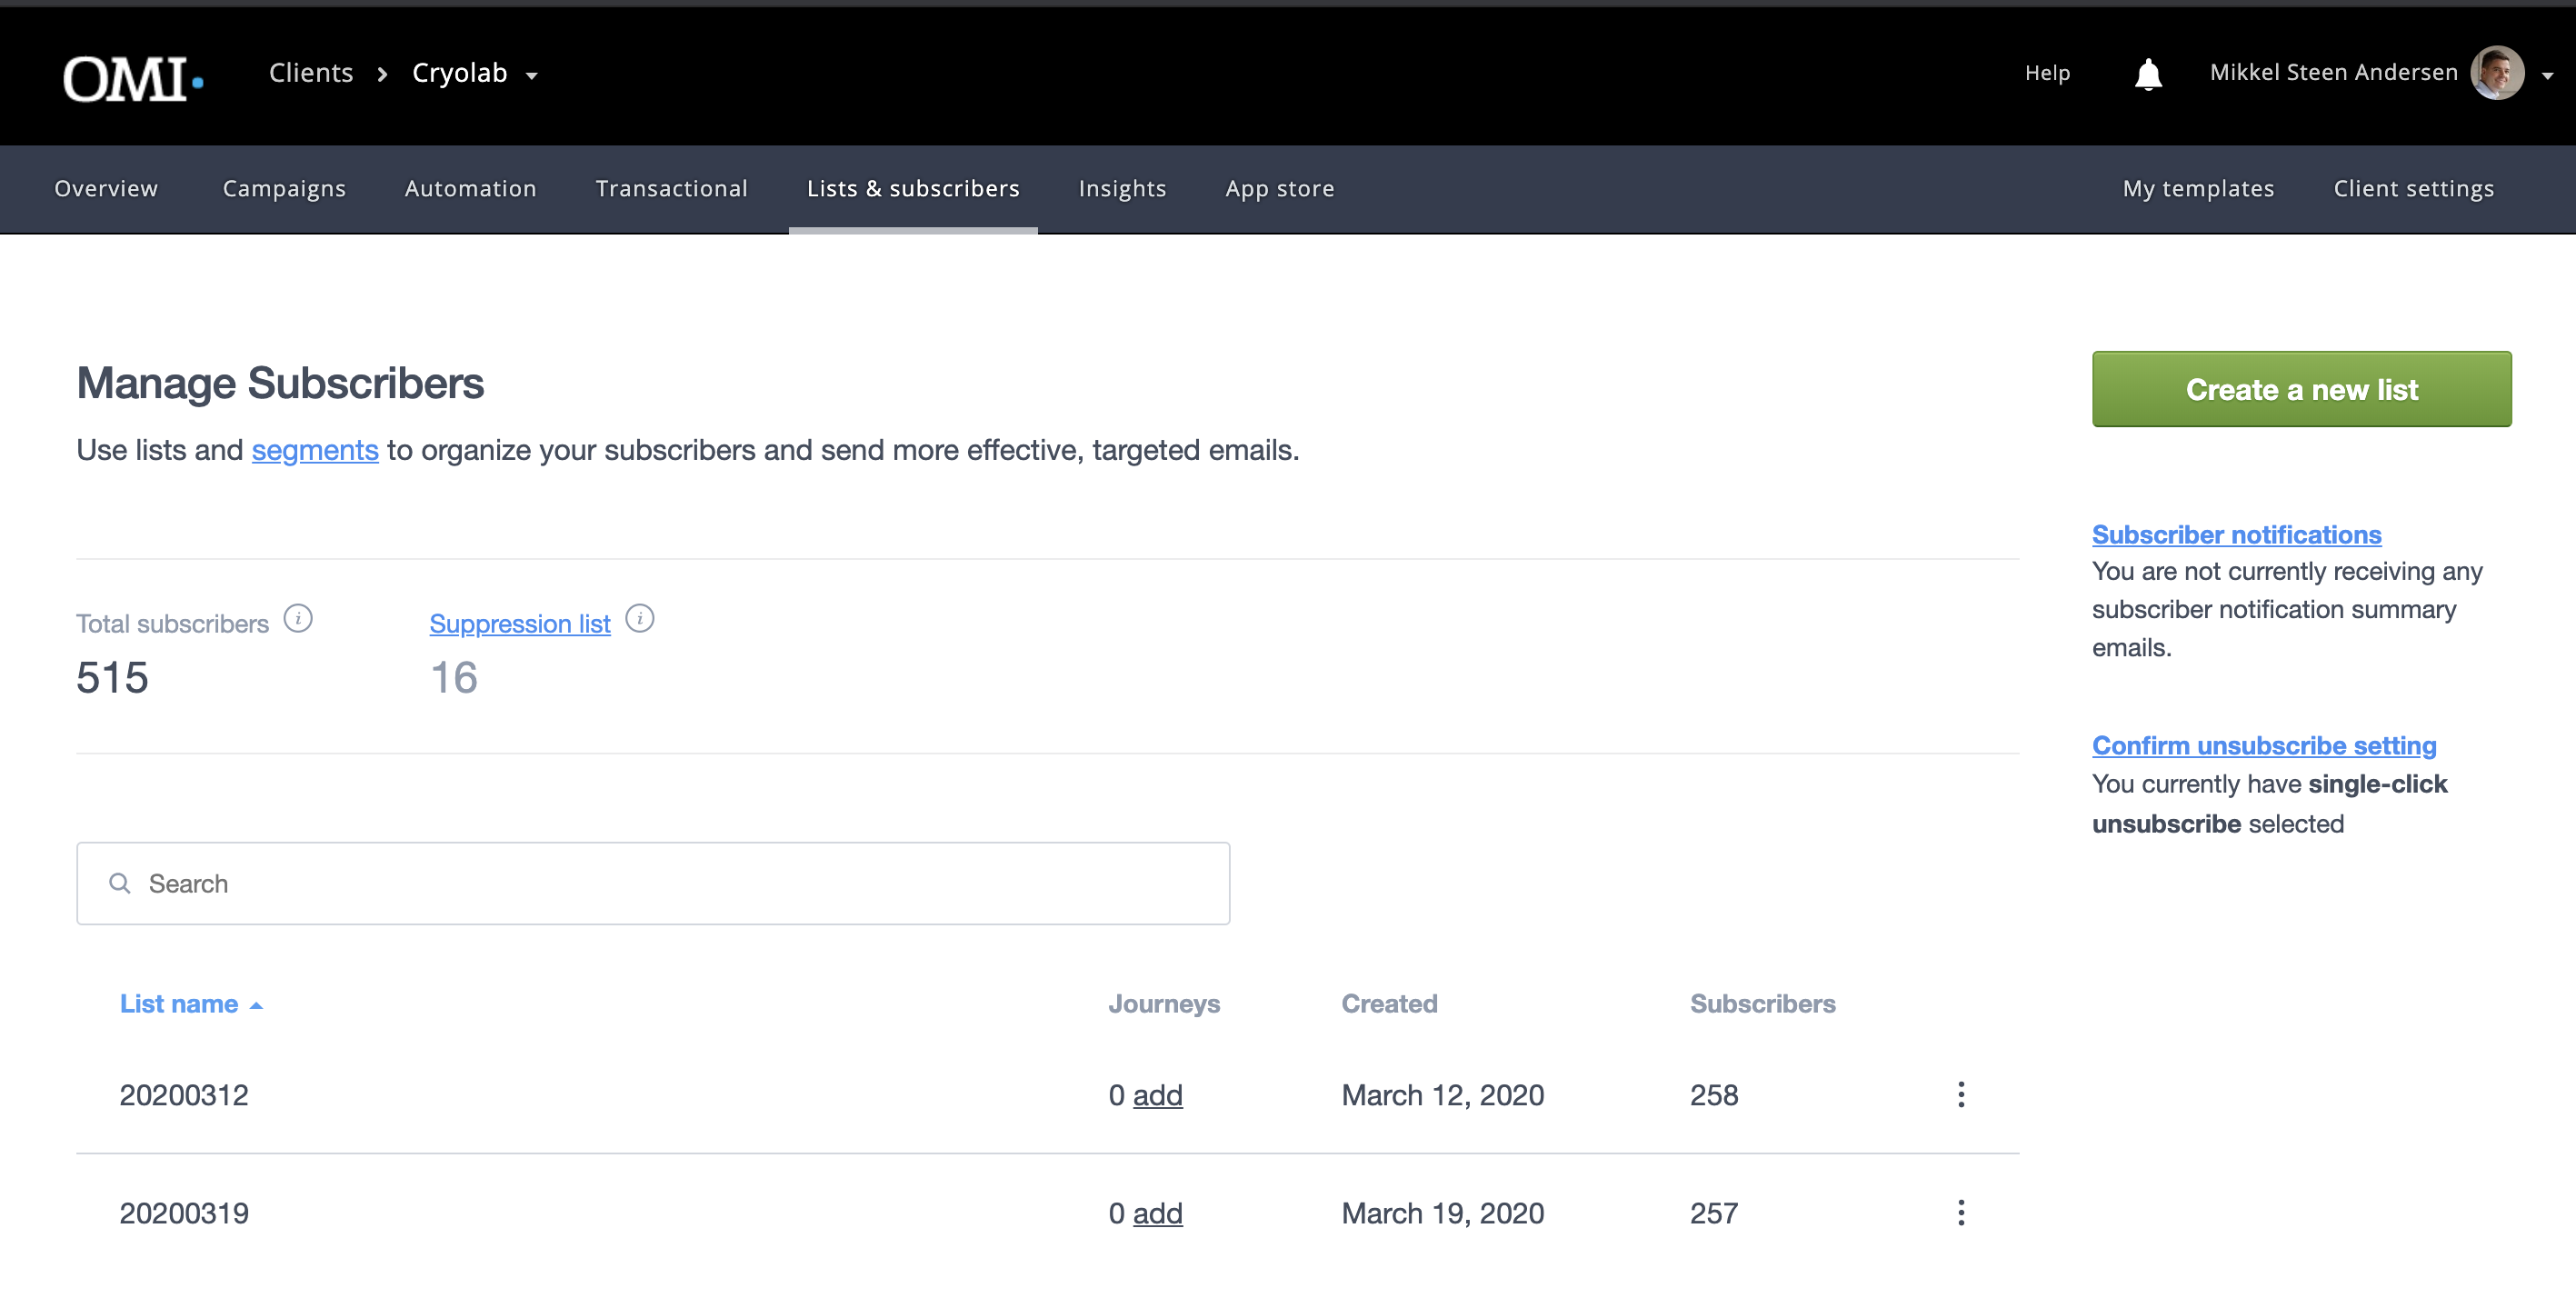 OMI.
Clients > Cryolab
Help
Mikkel Steen Andersen
Overview
Campaigns
Automation
Transactional
Lists & subscribers
Insights
App store
My templates
Client settings
Manage Subscribers
Use lists and segments to organize your subscribers and send more effective, targeted emails.
Create a new list
Total subscribers i
515
Suppression list i
16
Subscriber notifications
You are not currently receiving any
subscriber notification summary
emails.
Confirm unsubscribe setting
You currently have single-click
unsubscribe selected
Search
List name Journeys Created Subscribers
20200312 0 add March 12, 2020 258
20200319 0 add March 19, 2020 257